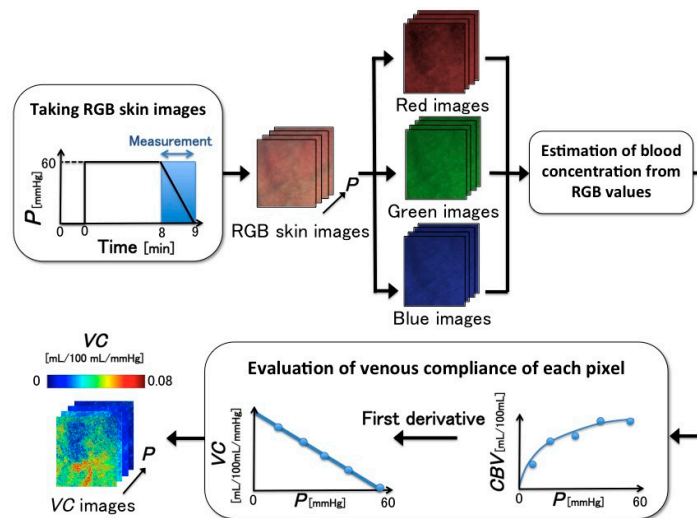 Taking RGB skin images
Measurement
60
P[mmHg]
0 0 8 9
Time [min]
P
RGB skin images
Red images
Green images
Blue images
Estimation of blood
concentration from
RGB values
Evaluation of venous compliance of each pixel
CBV[mL/100mL]
0 P[mmHg] 60
First derivative
VC
[mL/100mL/mmHg]
0 P[mmHg] 60
VC
[mL/100 mL/mmHg]
0 0.08
P
VC images